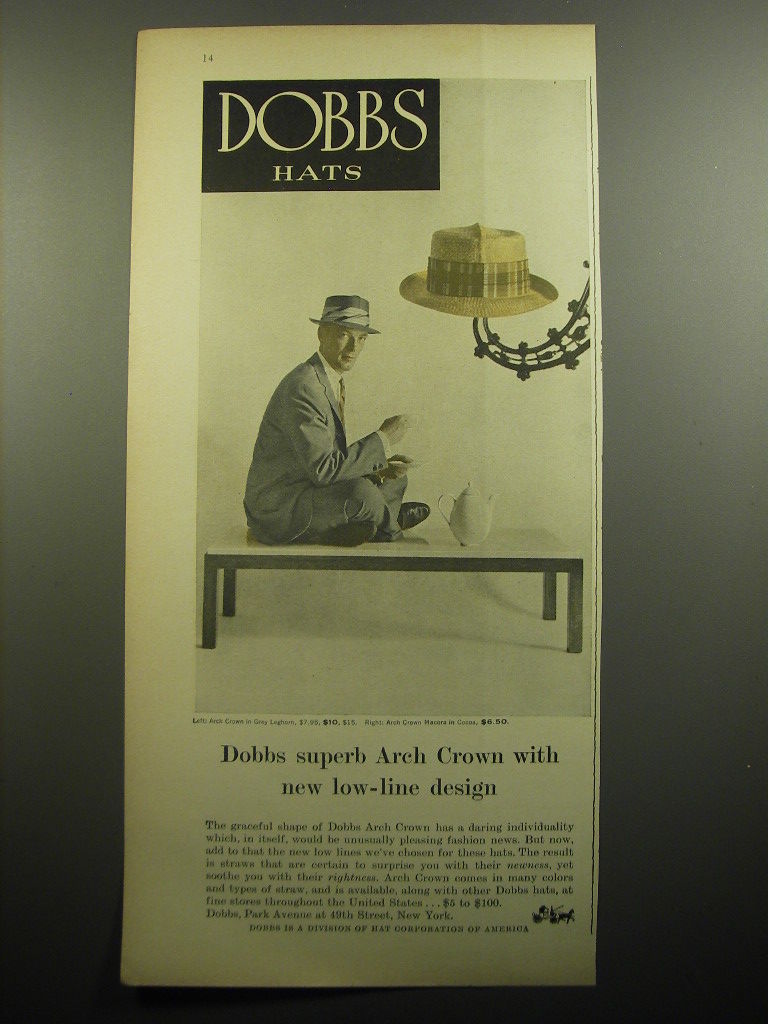 14
DOBBS
HATS
Left: Arch Crown in Grey Leghorn, $7.95, $10, $15. Right: Arch Crown Macora in Cocoa, $6.50.
Dobbs superb Arch Crown with
new low-line design
The graceful shape of Dobbs Arch Crown has a daring individuality
which, in itself, would be unusually pleasing fashion news. But now,
add to that the new low lines we've chosen for these hats. The result
is straws that are certain to surprise you with their newness, yet
soothe you with their rightness. Arch Crown comes in many colors
and types of straw, and is available, along with other Dobbs hats, at
fine stores throughout the United States . . . $5 to $100.
Dobbs, Park Avenue at 49th Street, New York.
DOBBS IS A DIVISION OF HAT CORPORATION OF AMERICA